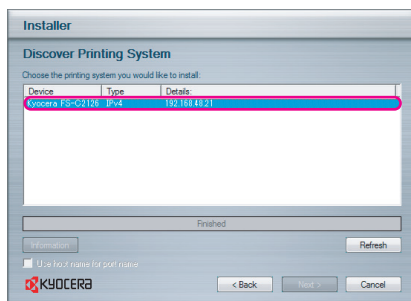 Installer
Discover Printing System
Choose the printing system you would like to install:
Device Type Details:
Kyocera FS-C2126 IPv4 192.168.48.21
Finished
Information Refresh
Use host name for port name
KYOCERA < Back Next > Cancel